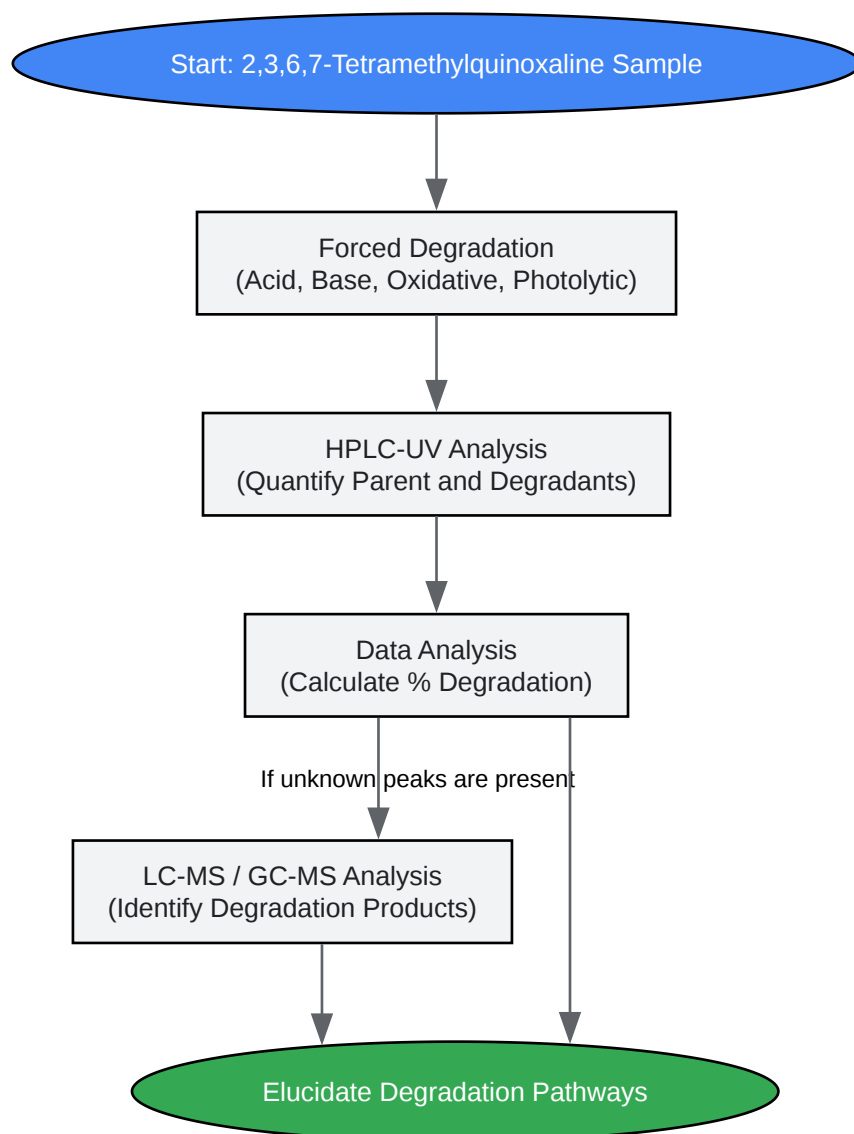 Start: 2,3,6,7-Tetramethylquinoxaline Sample
Forced Degradation
(Acid, Base, Oxidative, Photolytic)
HPLC-UV Analysis
(Quantify Parent and Degradants)
Data Analysis
(Calculate % Degradation)
If unknown peaks are present
LC-MS / GC-MS Analysis
(Identify Degradation Products)
Elucidate Degradation Pathways